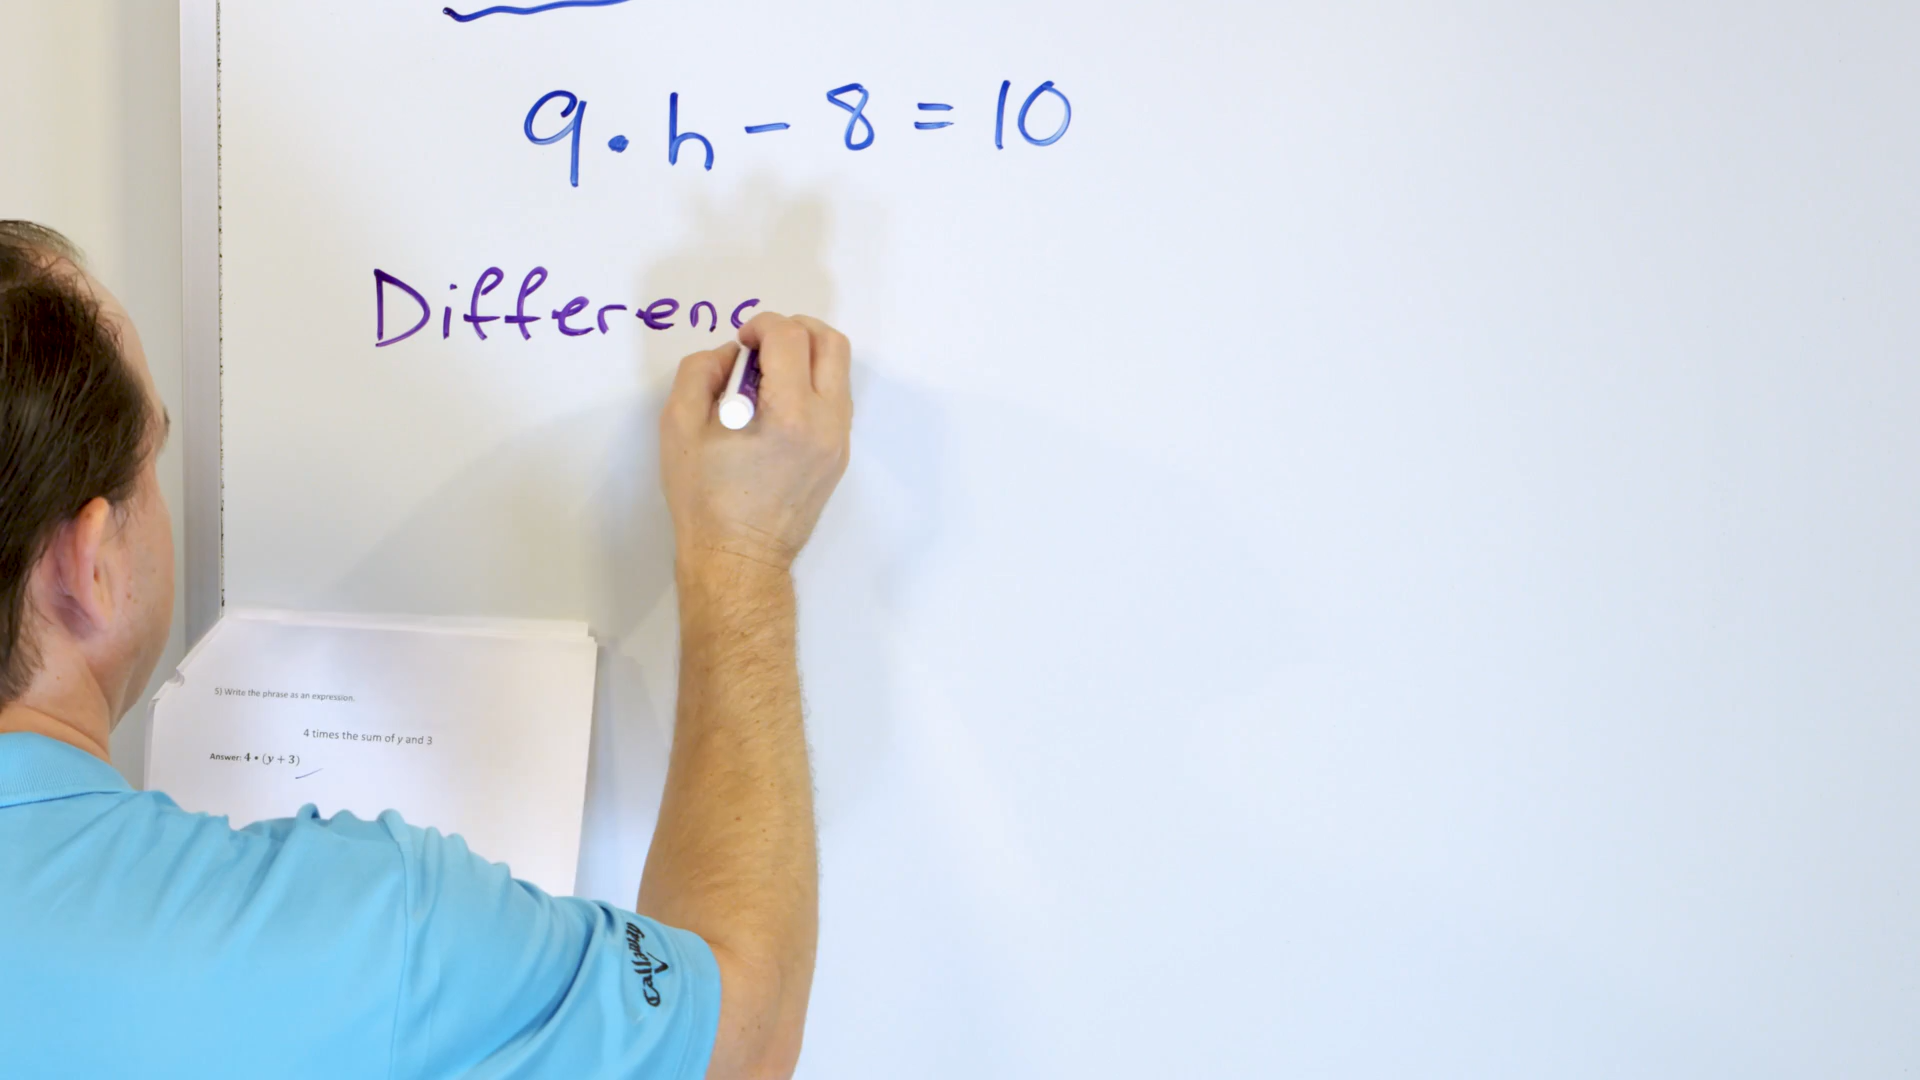 9 • h - 8 = 10
Differenc
5) Write the phrase as an expression.
4 times the sum of y and 3
Answer: 4 • (y + 3)
Callaway